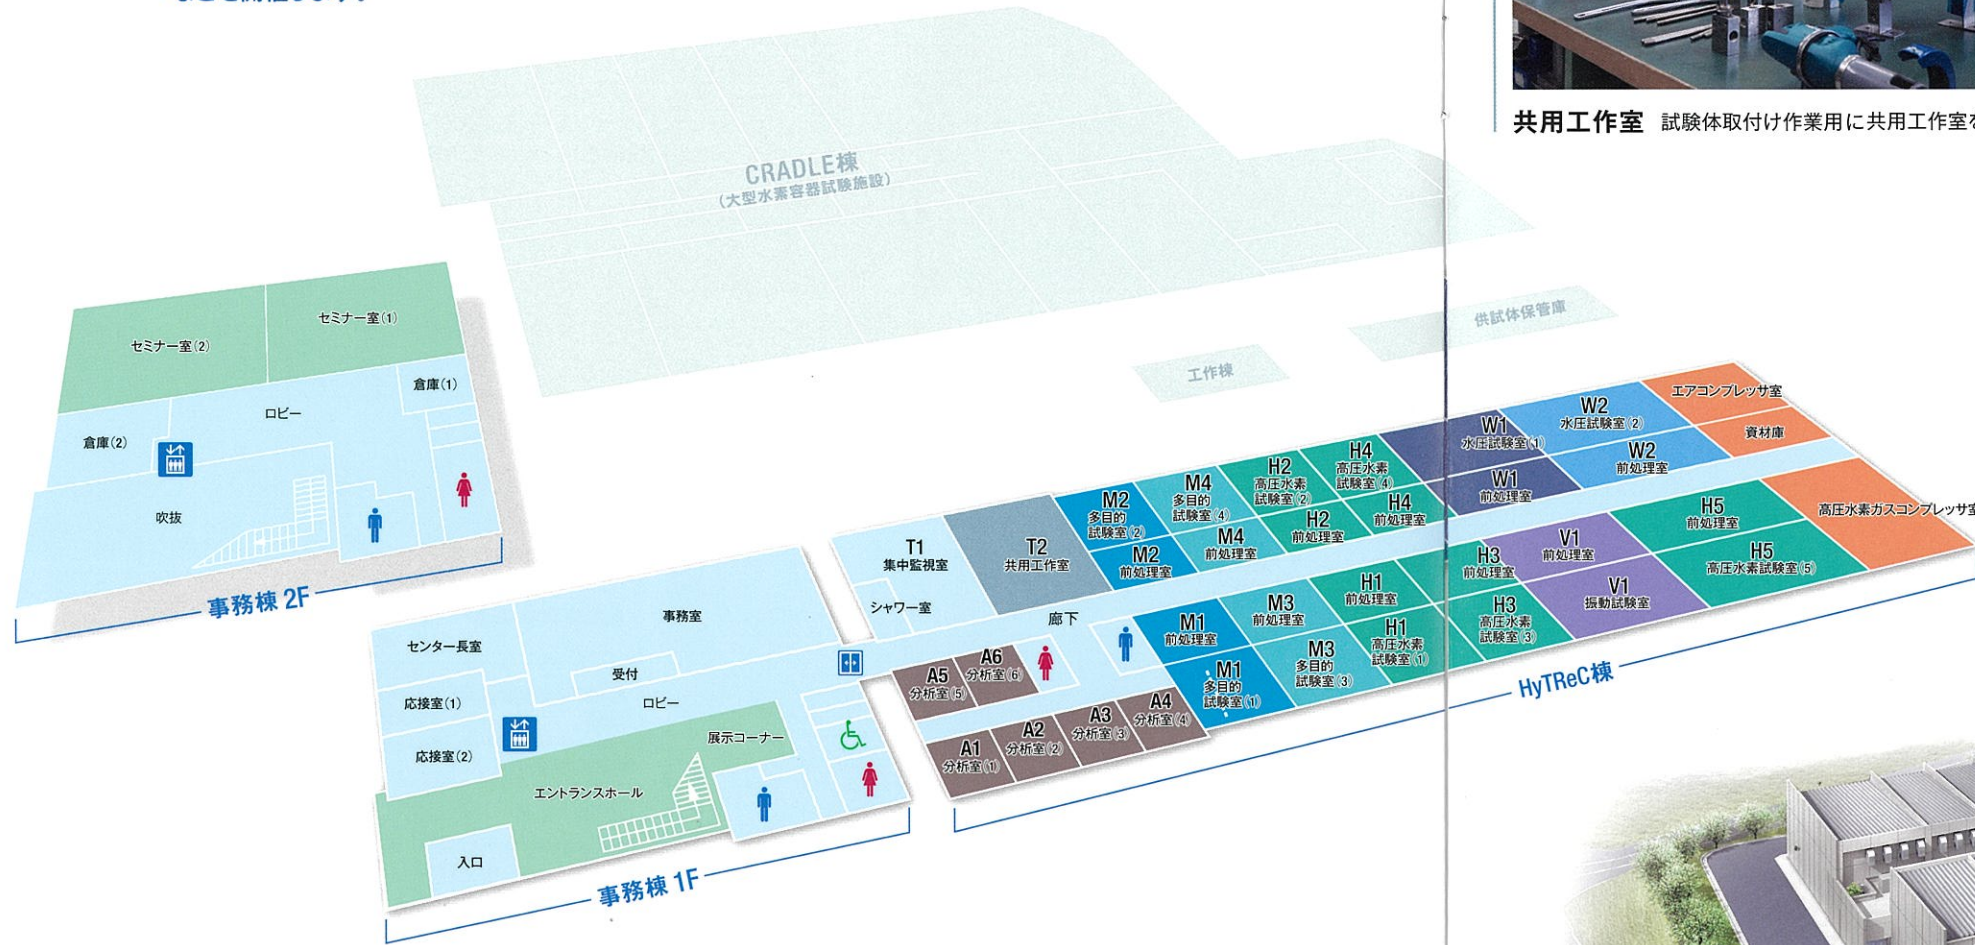 共用工作室 試験体取付け作業用に共用工作室
CRADLE棟
(大型水素容器試験施設)
供試体保管庫
工作棟
セミナー室(2)
セミナー室(1)
倉庫(1)
ロビー
倉庫(2)
吹抜
事務棟 2F
エアコンプレッサ室
資材庫
W2
水圧試験室(2)
W2
前処理室
W1
水圧試験室(1)
W1
前処理室
H4
高圧水素
試験室(4)
H4
前処理室
H2
高圧水素
試験室(2)
H2
前処理室
M4
多目的
試験室(4)
M4
前処理室
M2
多目的
試験室(2)
M2
前処理室
T2
共用工作室
T1
集中監視室
シャワー室
廊下
高圧水素ガスコンプレッサ室
H5
前処理室
H5
高圧水素試験室(5)
V1
前処理室
V1
振動試験室
H3
前処理室
H3
高圧水素
試験室(3)
H1
前処理室
H1
高圧水素
試験室(1)
M3
前処理室
M3
多目的
試験室(3)
M1
前処理室
M1
多目的
試験室(1)
A6
分析室(6)
A5
分析室(5)
A4
分析室(4)
A3
分析室(3)
A2
分析室(2)
A1
分析室(1)
HyTReC棟
事務室
センター長室
受付
応接室(1)
ロビー
応接室(2)
展示コーナー
エントランスホール
入口
事務棟 1F